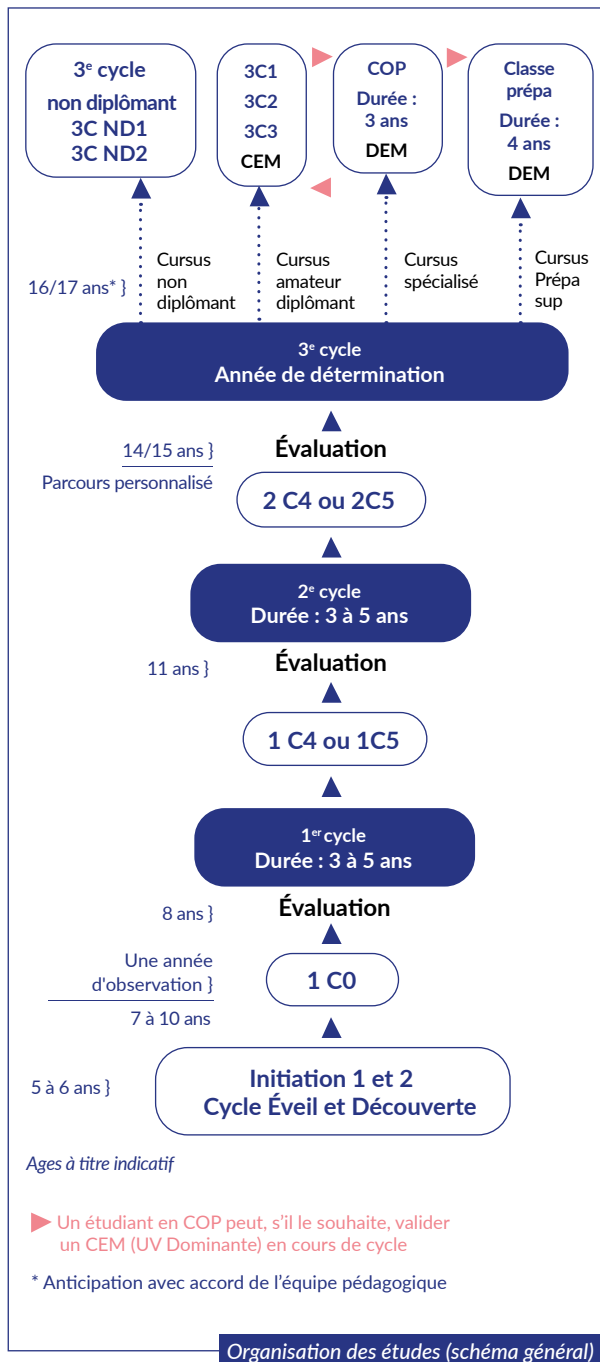 3e cycle
non diplômant
3C ND1
3C ND2
3C1
3C2
3C3
CEM
COP
Durée :
3 ans
DEM
Classe
prépa
Durée :
4 ans
DEM
16/17 ans* }
Cursus
non
diplômant
Cursus
amateur
diplômant
Cursus
spécialisé
Cursus
Prépa
sup
3e cycle
Année de détermination
14/15 ans }
Parcours personnalisé
Évaluation
2 C4 ou 2C5
2e cycle
Durée : 3 à 5 ans
11 ans }
Évaluation
1 C4 ou 1C5
1er cycle
Durée : 3 à 5 ans
8 ans }
Évaluation
Une année
d'observation }
7 à 10 ans
1 C0
5 à 6 ans }
Initiation 1 et 2
Cycle Éveil et Découverte
Ages à titre indicatif
Un étudiant en COP peut, s’il le souhaite, valider
un CEM (UV Dominante) en cours de cycle
* Anticipation avec accord de l’équipe pédagogique
Organisation des études (schéma général)